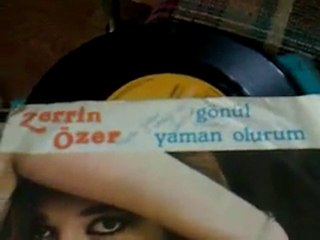 Zerrin
Özer
gönül
yaman olurum